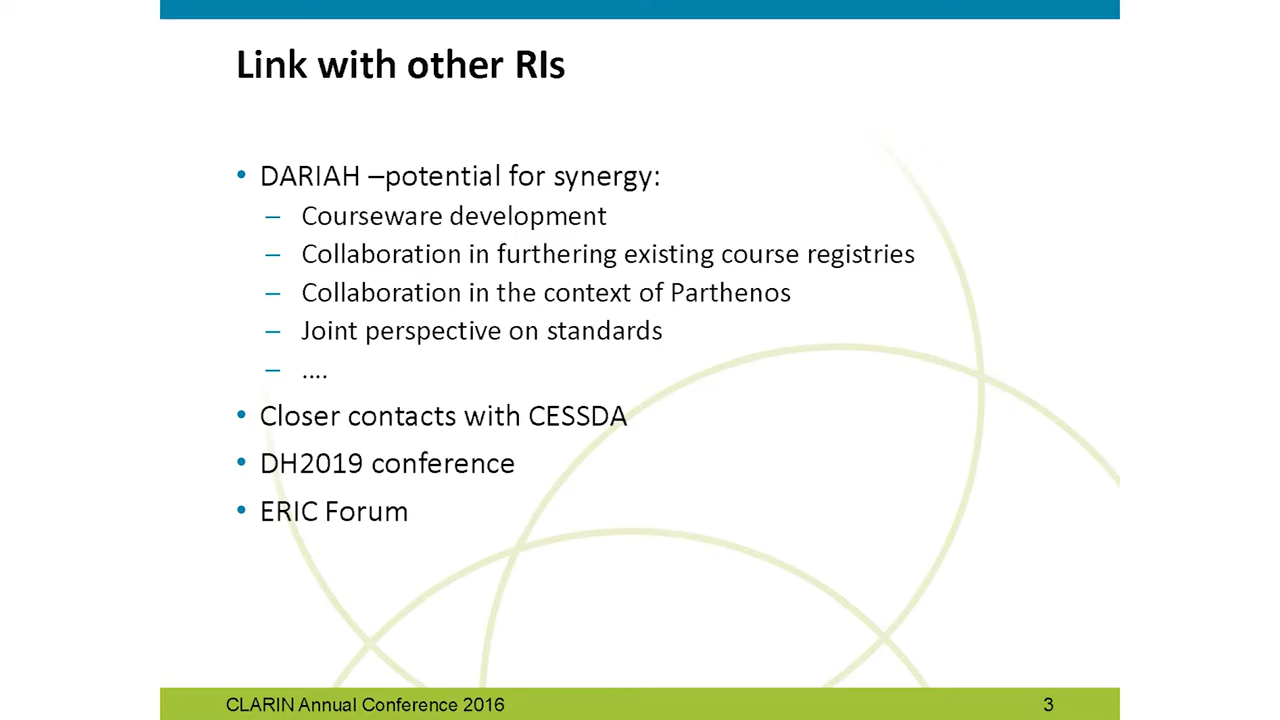 Link with other RIs
• DARIAH –potential for synergy:
– Courseware development
– Collaboration in furthering existing course registries
– Collaboration in the context of Parthenos
– Joint perspective on standards
– ....
• Closer contacts with CESSDA
• DH2019 conference
• ERIC Forum
CLARIN Annual Conference 2016 3